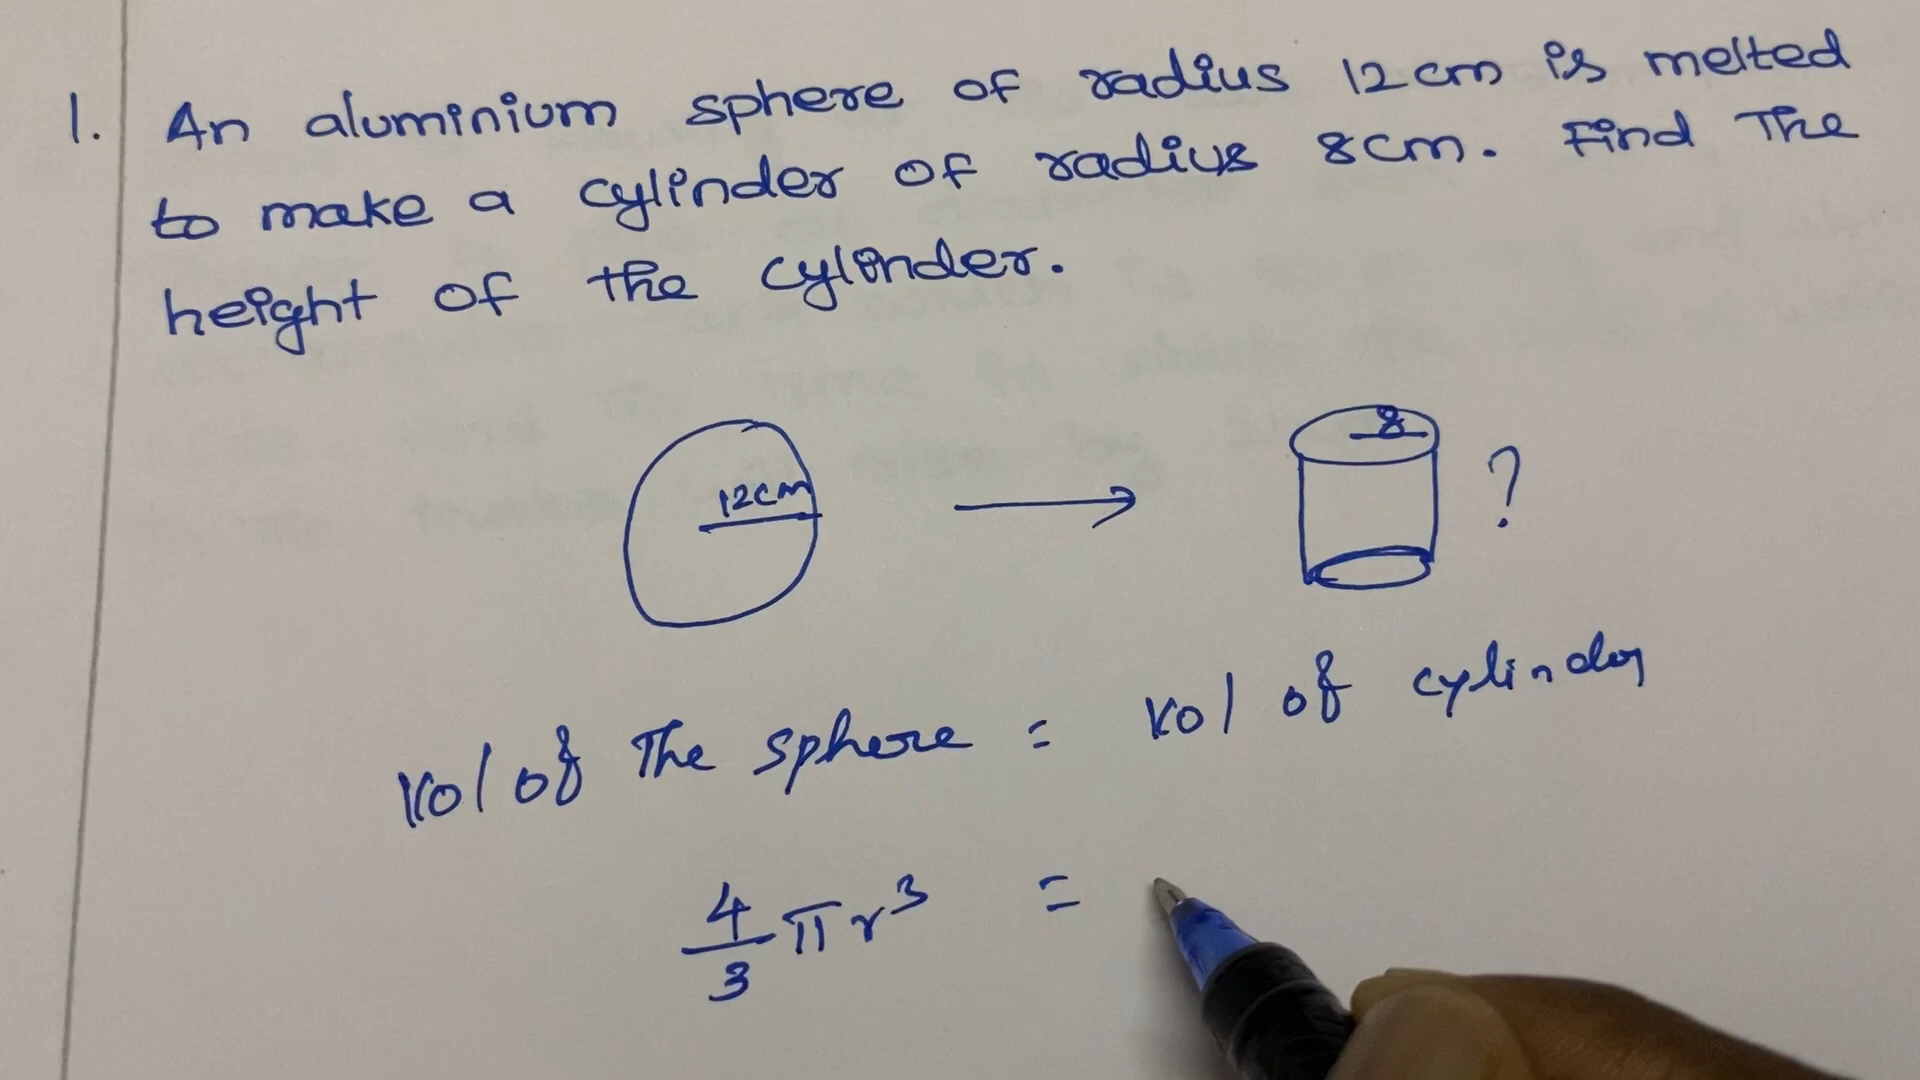 1. An aluminium sphere of radius 12cm is melted
to make a cylinder of radius 8cm. Find The
height of the cylinder.
12cm
8
?
Vol of The sphere = Vol of cylinder
4/3 πr³ =